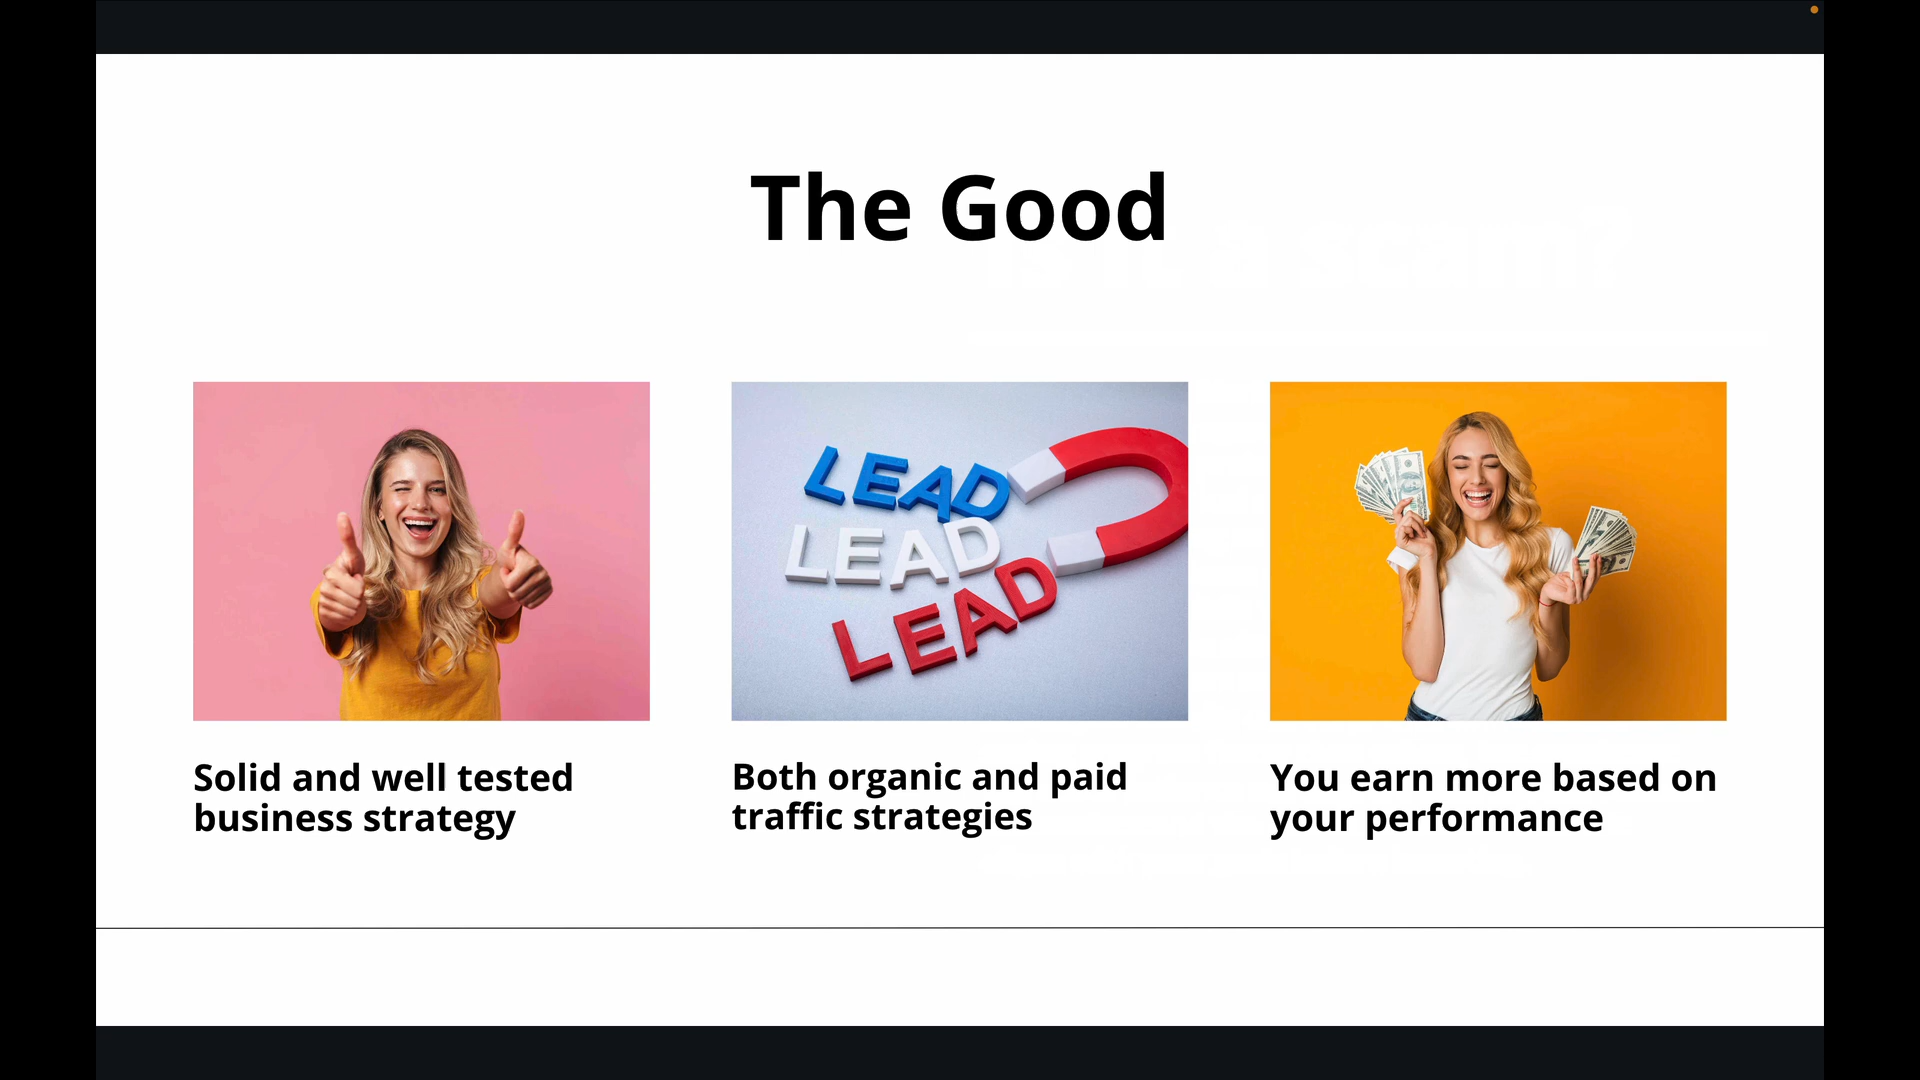 The Good
LEAD
LEAD
LEAD
Solid and well tested
business strategy
Both organic and paid
traffic strategies
You earn more based on
your performance